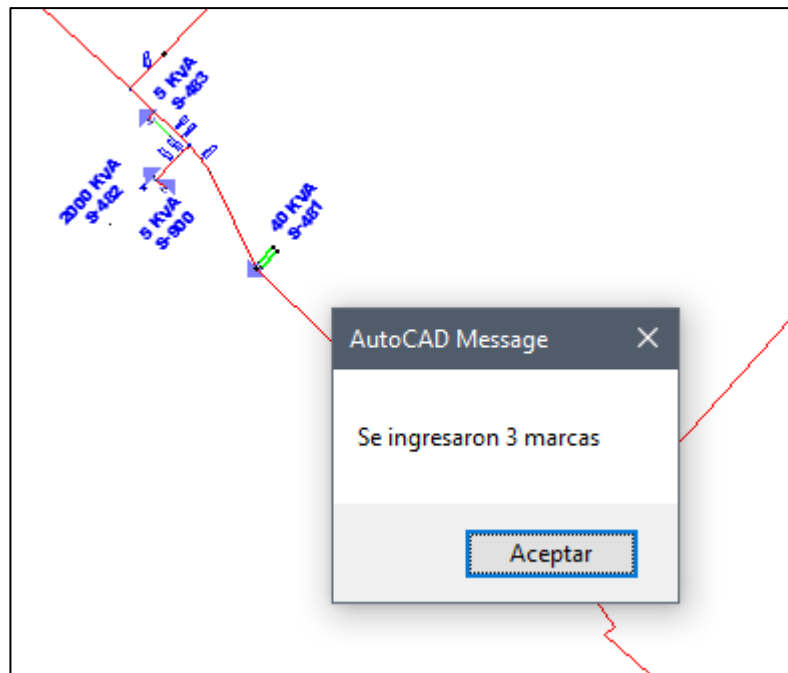 5 KVA
S-483
2000 KVA
S-482
5 KVA
S-900
40 KVA
S-481
AutoCAD Message
Se ingresaron 3 marcas
Aceptar